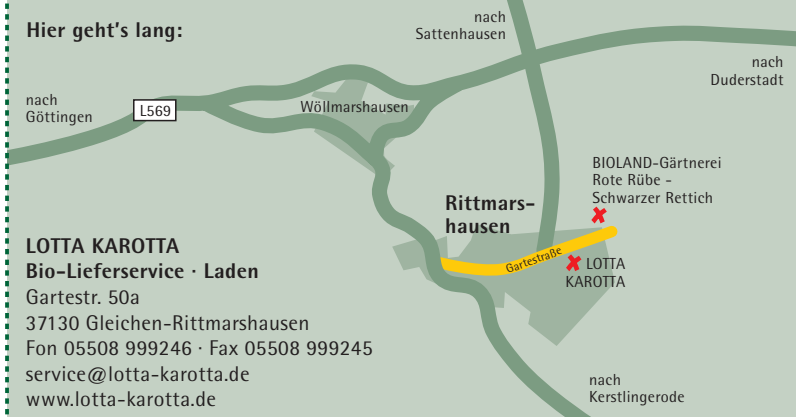 Hier geht's lang:
nach
Sattenhausen
nach
Duderstadt
nach
Göttingen
L569
Wöllmarshausen
BIOLAND-Gärtnerei
Rote Rübe -
Schwarzer Rettich
Rittmars-
hausen
Gartestraße
LOTTA
KAROTTA
LOTTA KAROTTA
Bio-Lieferservice · Laden
Gartestr. 50a
37130 Gleichen-Rittmarshausen
Fon 05508 999246 · Fax 05508 999245
service@lotta-karotta.de
www.lotta-karotta.de
nach
Kerstlingerode